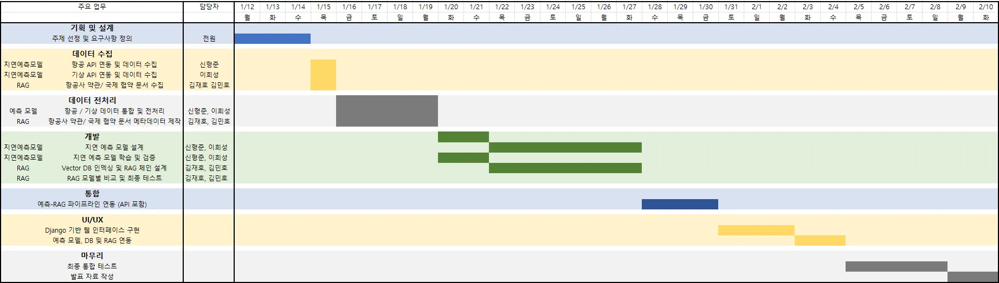 주요 업무 담당자 1/12 1/13 1/14 1/15 1/16 1/17 1/18 1/19 1/20 1/21 1/22 1/23 1/24 1/25 1/26 1/27 1/28 1/29 1/30 1/31 2/1 2/2 2/3 2/4 2/5 2/6 2/7 2/8 2/9 2/10
월 화 수 목 금 토 일 월 화 수 목 금 토 일 월 화 수 목 금 토 일 월 화 수 목 금 토 일 월 화
기획 및 설계
주제 선정 및 요구사항 정의 전원
데이터 수집
지연예측모델 항공 API 연동 및 데이터 수집 신형준
지연예측모델 기상 API 연동 및 데이터 수집 이희성
RAG 항공사 약관/ 국제 협약 문서 수집 김재호 김민호
데이터 전처리
예측 모델 항공 / 기상 데이터 통합 및 전처리 신형준, 이희성
RAG 항공사 약관/ 국제 협약 문서 메타데이터 제작 김재호, 김민호
개발
지연예측모델 지연 예측 모델 설계 신형준, 이희성
지연예측모델 지연 예측 모델 학습 및 검증 신형준, 이희성
RAG Vector DB 인덱싱 및 RAG 체인 설계 김재호, 김민호
RAG RAG 모델별 비교 및 최종 테스트 김재호, 김민호
통합
예측-RAG 파이프라인 연동 (API 포함)
UI/UX
Django 기반 웹 인터페이스 구현
예측 모델, DB 및 RAG 연동
마무리
최종 통합 테스트
발표 자료 작성